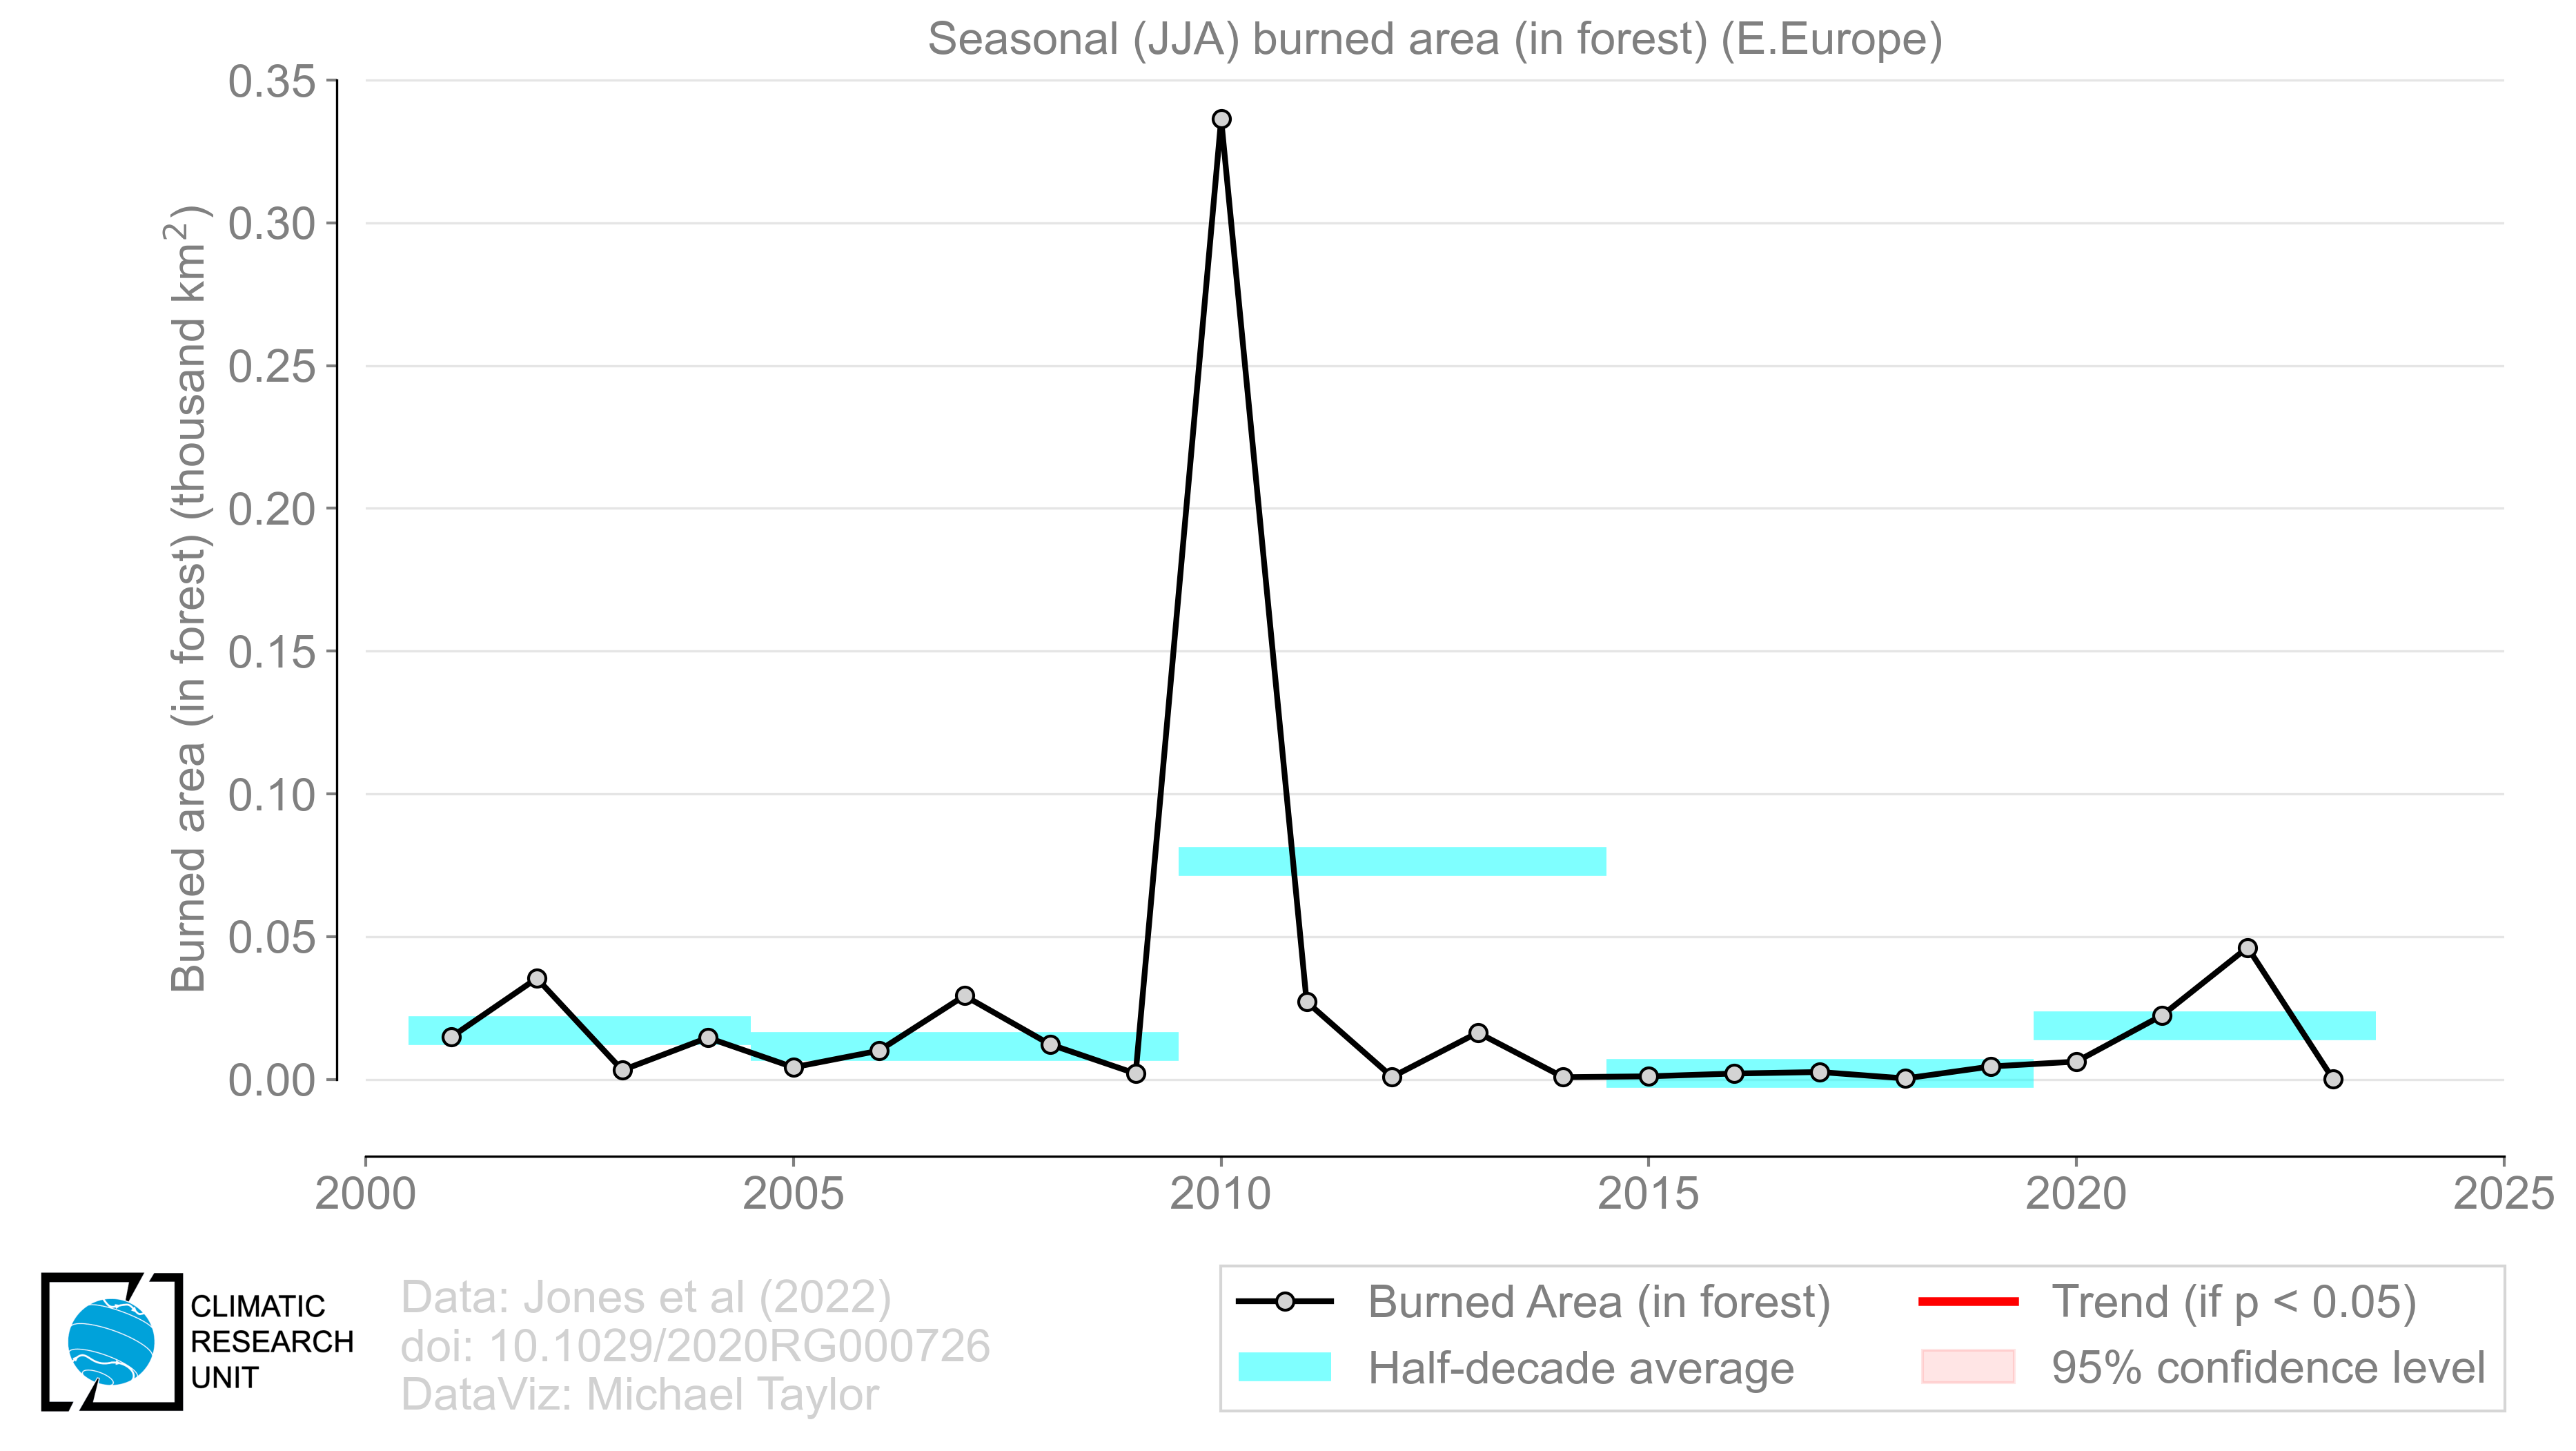 Seasonal (JJA) burned area (in forest) (E.Europe)
Burned area (in forest) (thousand km²)
0.35
0.30
0.25
0.20
0.15
0.10
0.05
0.00
2000 2005 2010 2015 2020 2025
CLIMATIC
RESEARCH
UNIT
Data: Jones et al (2022)
doi: 10.1029/2020RG000726
DataViz: Michael Taylor
Burned Area (in forest)
Half-decade average
Trend (if p < 0.05)
95% confidence level